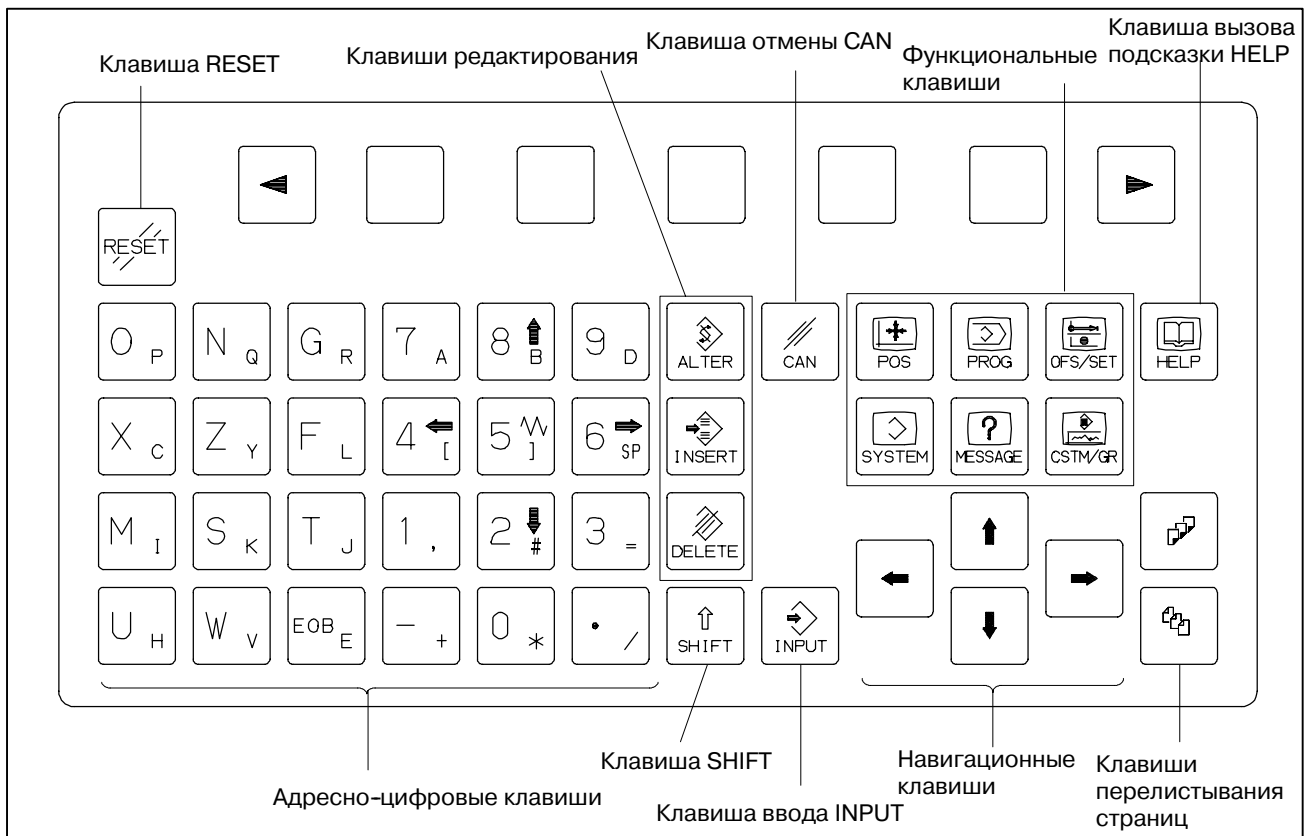 Клавиша RESET
Клавиши редактирования
Клавиша отмены CAN
Функциональные
клавиши
Клавиша вызова
подсказки HELP
RESET
O P
N Q
G R
7 A
8 B
9 D
ALTER
CAN
POS
PROG
OFS/SET
HELP
X C
Z Y
F L
4 [
5 ]
6 SP
INSERT
SYSTEM
MESSAGE
CSTM/GR
M I
S K
T J
1 ,
2 #
3 =
DELETE
U H
W V
EOB E
- +
0 *
. /
SHIFT
INPUT
Клавиша SHIFT
Адресно-цифровые клавиши
Клавиша ввода INPUT
Навигационные
клавиши
Клавиши
перелистывания
страниц